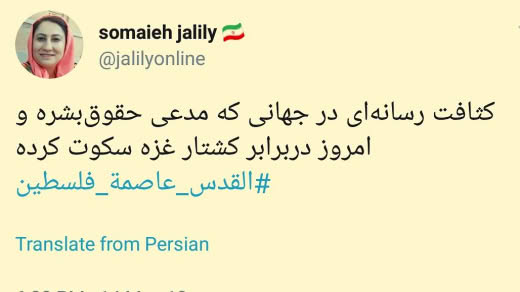 somaieh jalily 🇮🇷
@jalilyonline
کثافت رسانه‌ای در جهانی که مدعی حقوق‌بشره و
امروز دربرابر کشتار غزه سکوت کرده
#القدس_عاصمة_فلسطين
Translate from Persian